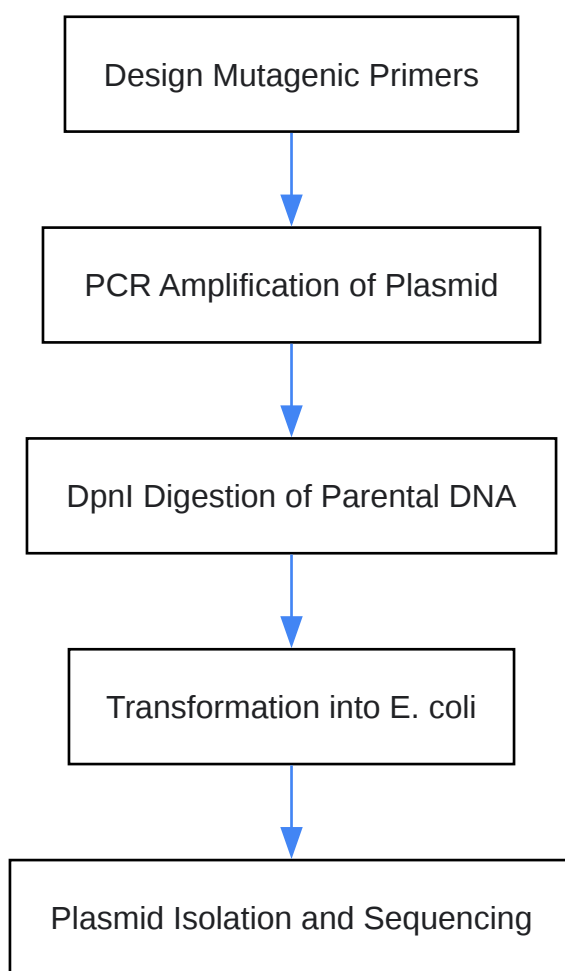 Design Mutagenic Primers
PCR Amplification of Plasmid
DpnI Digestion of Parental DNA
Transformation into E. coli
Plasmid Isolation and Sequencing